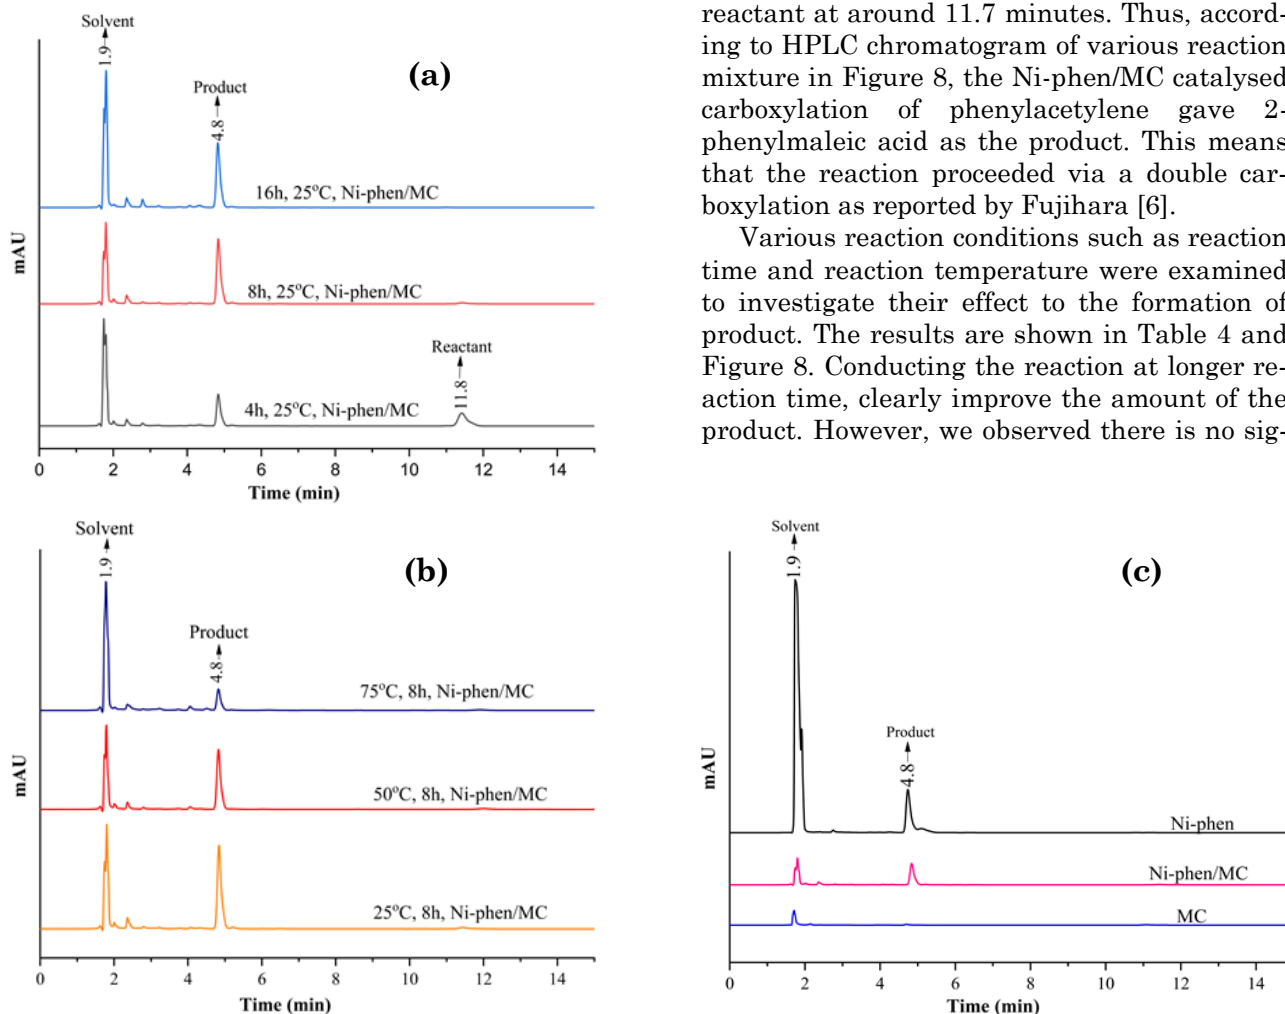 Solvent
1.9
(a)
Product
4.8
16h, 25°C, Ni-phen/MC
8h, 25°C, Ni-phen/MC
Reactant
11.8
4h, 25°C, Ni-phen/MC
mAU
0 2 4 6 8 10 12 14
Time (min)
reactant at around 11.7 minutes. Thus, accord-
ing to HPLC chromatogram of various reaction
mixture in Figure 8, the Ni-phen/MC catalysed
carboxylation of phenylacetylene gave 2-
phenylmaleic acid as the product. This means
that the reaction proceeded via a double car-
boxylation as reported by Fujihara [6].
Various reaction conditions such as reaction
time and reaction temperature were examined
to investigate their effect to the formation of
product. The results are shown in Table 4 and
Figure 8. Conducting the reaction at longer re-
action time, clearly improve the amount of the
product. However, we observed there is no sig-
Solvent
1.9
(b)
Product
4.8
75°C, 8h, Ni-phen/MC
50°C, 8h, Ni-phen/MC
25°C, 8h, Ni-phen/MC
mAU
0 2 4 6 8 10 12 14
Time (min)
Solvent
1.9
(c)
Product
4.8
Ni-phen
Ni-phen/MC
MC
mAU
0 2 4 6 8 10 12 14
Time (min)